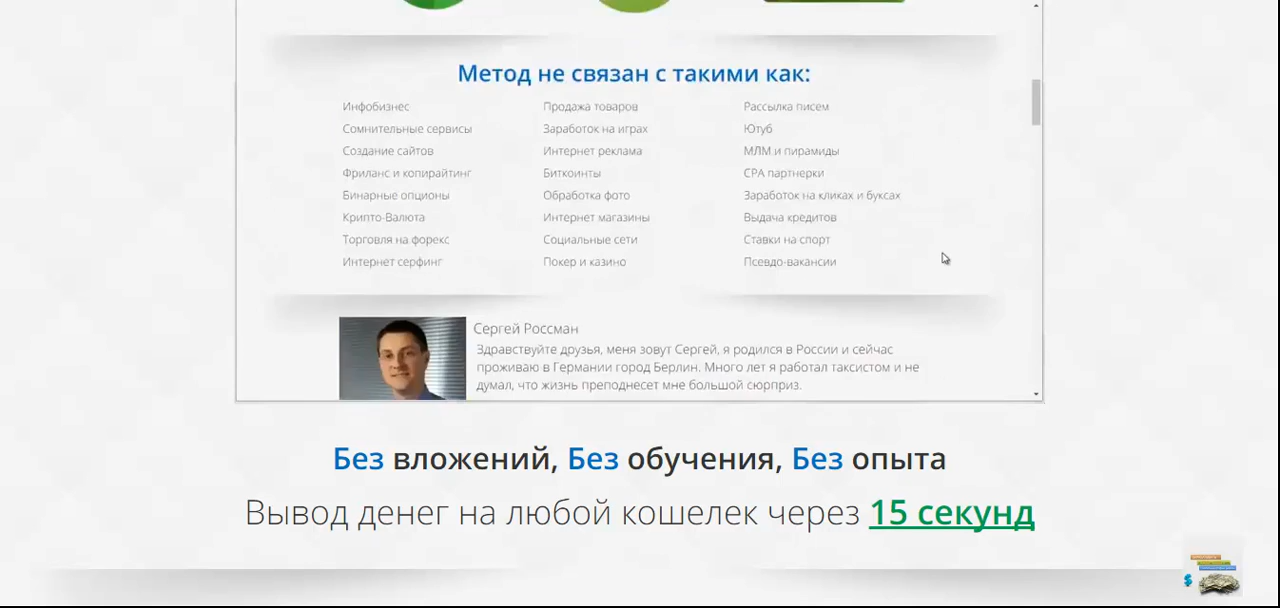 Метод не связан с такими как:
Инфобизнес
Сомнительные сервисы
Создание сайтов
Фриланс и копирайтинг
Бинарные опционы
Крипто-Валюта
Торговля на форекс
Интернет серфинг
Продажа товаров
Заработок на играх
Интернет реклама
Биткоинты
Обработка фото
Интернет магазины
Социальные сети
Покер и казино
Рассылка писем
Ютуб
МЛМ и пирамиды
CPA партнерки
Заработок на кликах и буксах
Выдача кредитов
Ставки на спорт
Псевдо-вакансии
Сергей Россман
Здравствуйте друзья, меня зовут Сергей, я родился в России и сейчас
проживаю в Германии город Берлин. Много лет я работал таксистом и не
думал, что жизнь преподнесет мне большой сюрприз.
Без вложений, Без обучения, Без опыта
Вывод денег на любой кошелек через 15 секунд